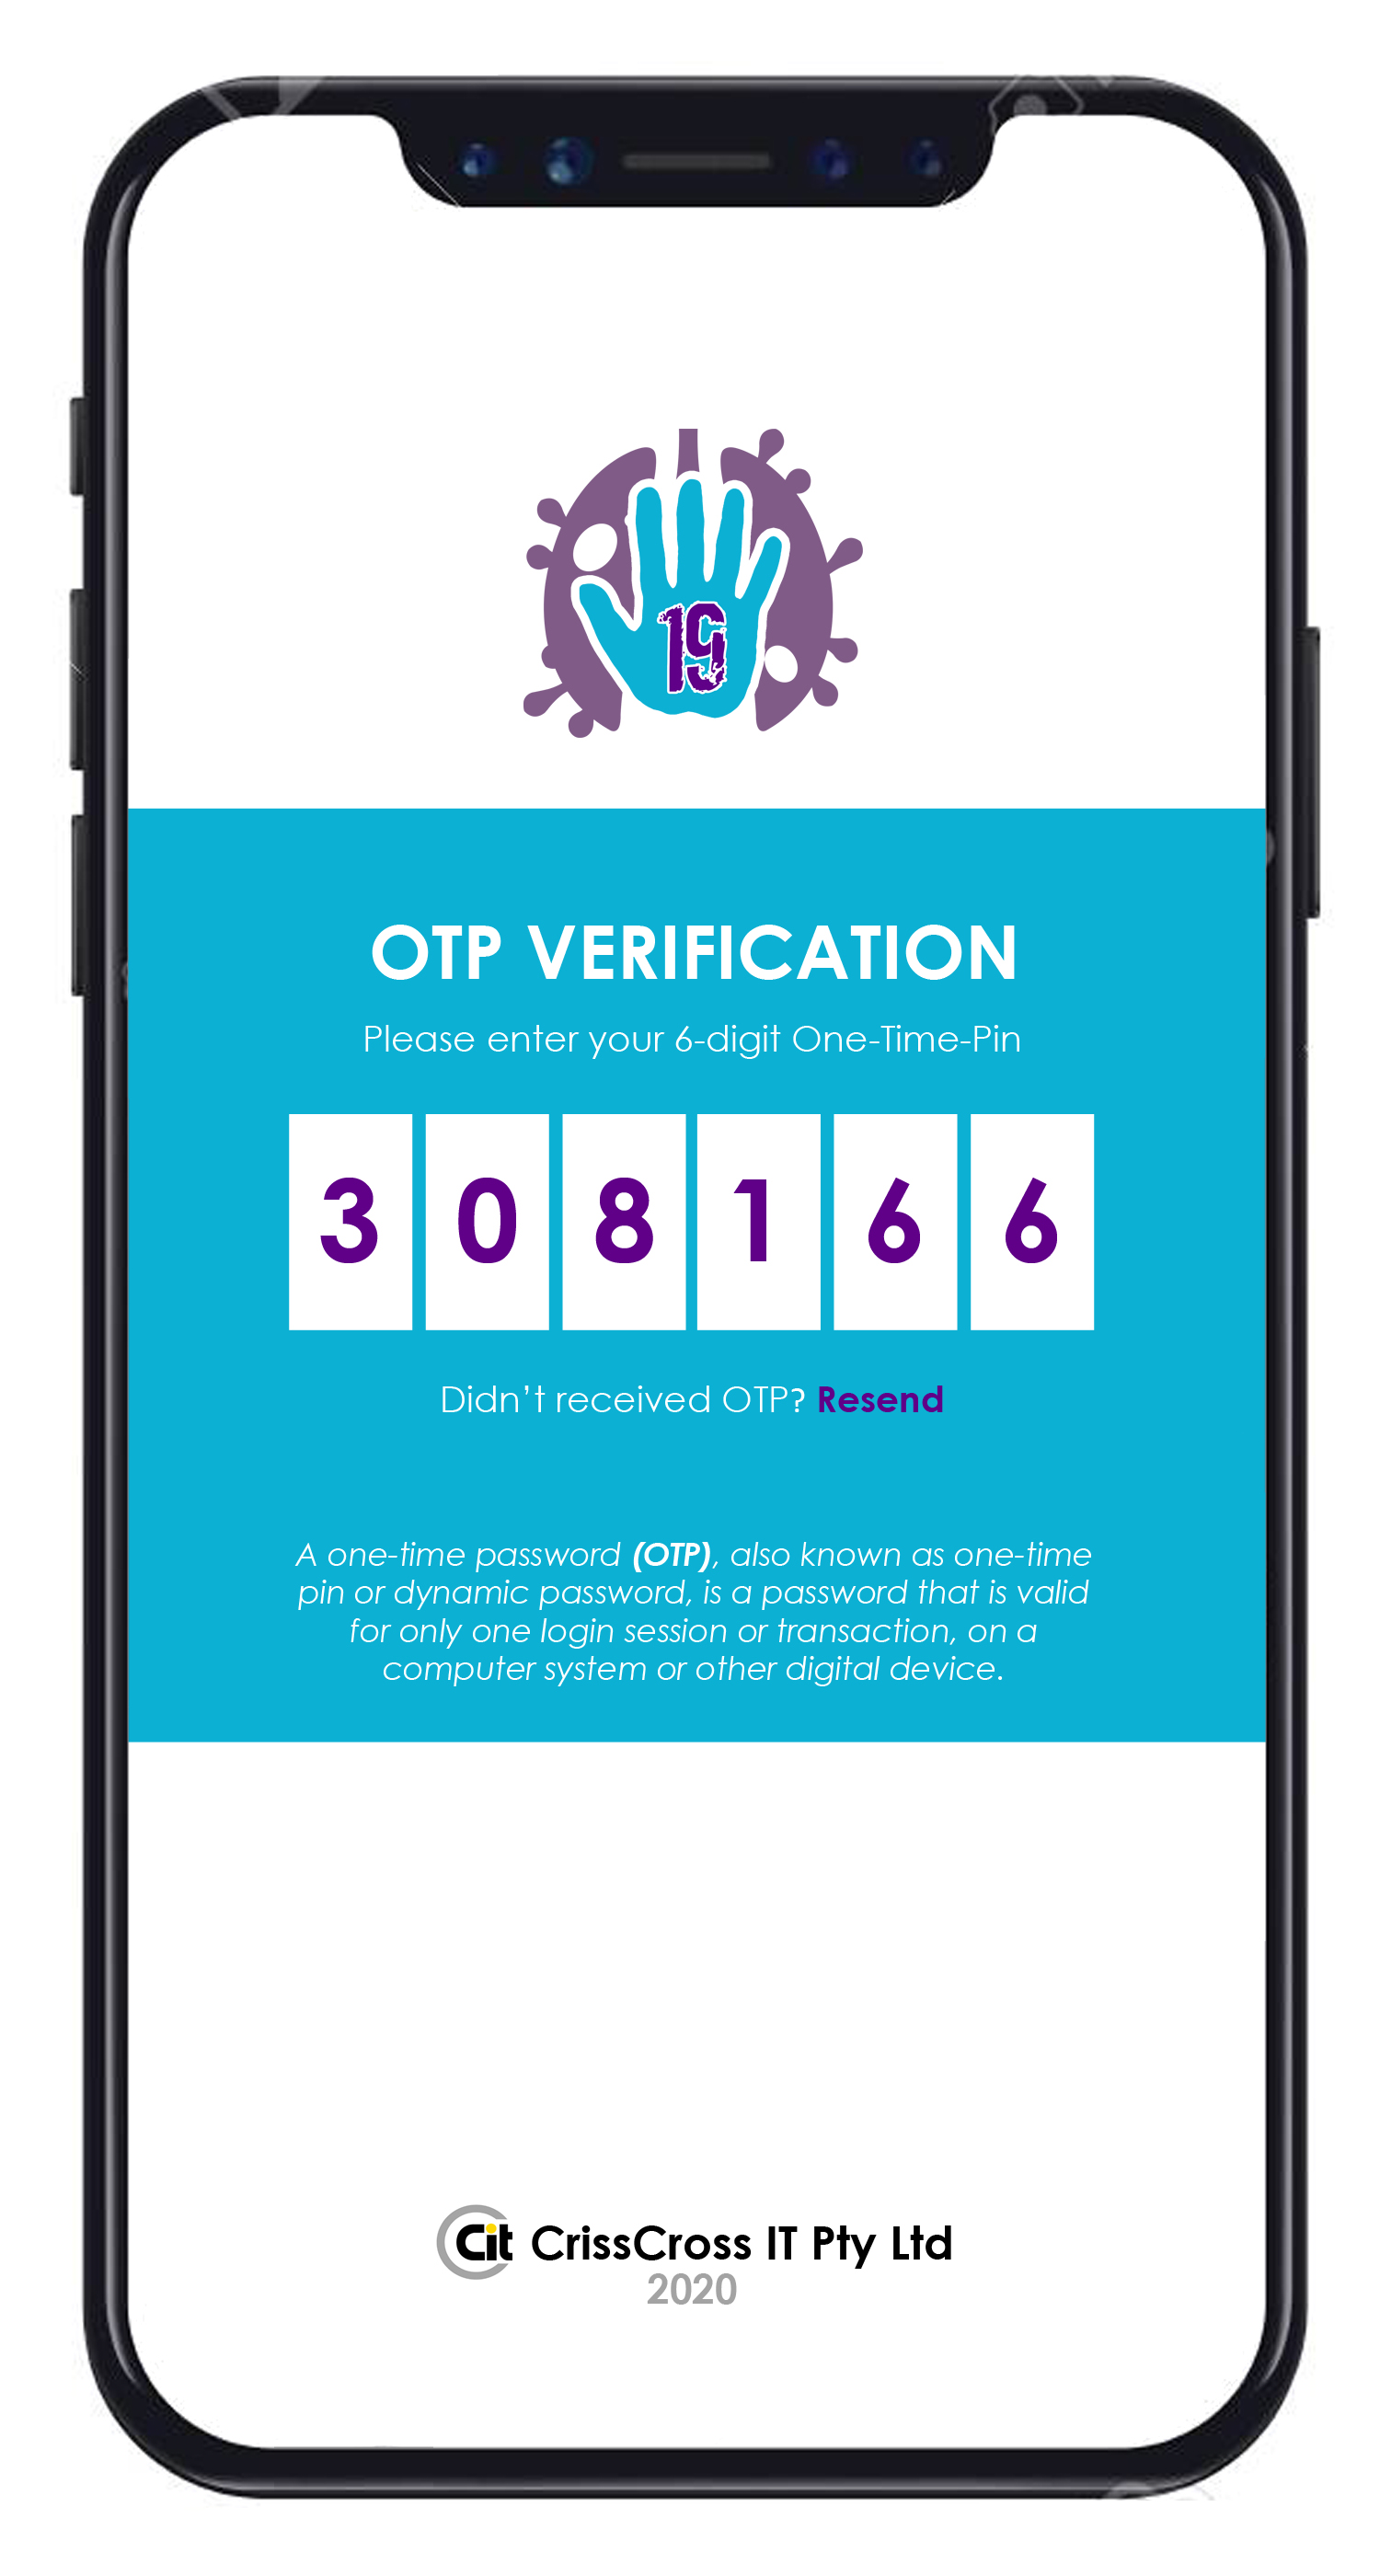 19
OTP VERIFICATION
Please enter your 6-digit One-Time-Pin
3 0 8 1 6 6
Didn't received OTP? Resend
A one-time password (OTP), also known as one-time
pin or dynamic password, is a password that is valid
for only one login session or transaction, on a
computer system or other digital device.
Cit CrissCross IT Pty Ltd
2020